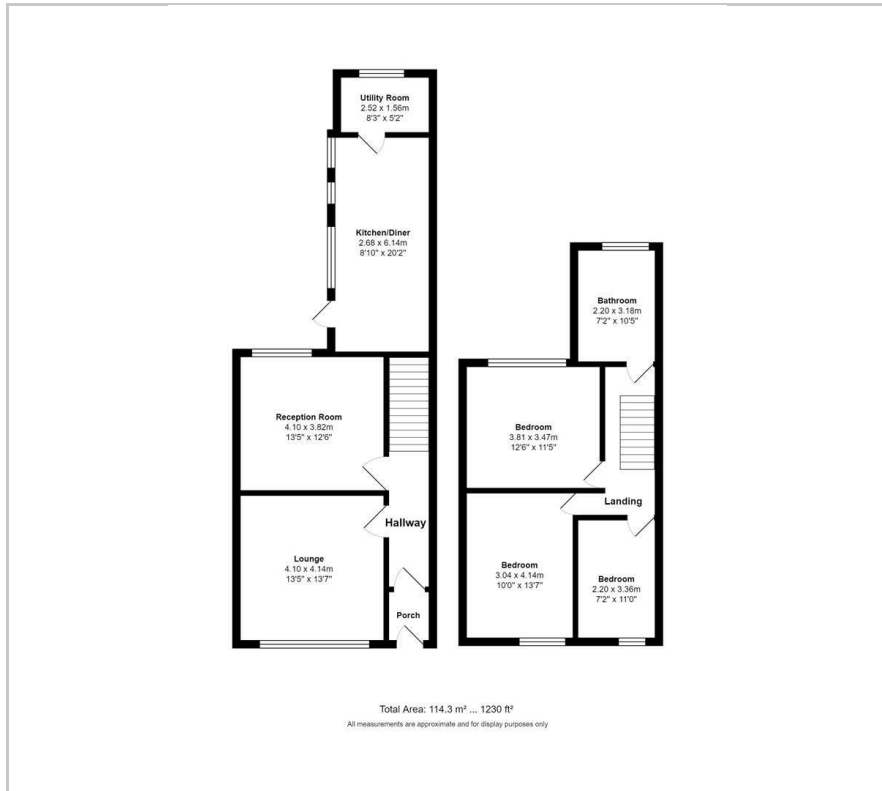 Utility Room
2.52 x 1.56m
8'3" x 5'2"
Kitchen/Diner
2.68 x 6.14m
8'10" x 20'2"
Reception Room
4.10 x 3.82m
13'5" x 12'6"
Hallway
Lounge
4.10 x 4.14m
13'5" x 13'7"
Porch
Bathroom
2.20 x 3.18m
7'2" x 10'5"
Bedroom
3.81 x 3.47m
12'6" x 11'5"
Landing
Bedroom
3.04 x 4.14m
10'0" x 13'7"
Bedroom
2.20 x 3.36m
7'2" x 11'0"
Total Area: 114.3 m² ... 1230 ft²
All measurements are approximate and for display purposes only